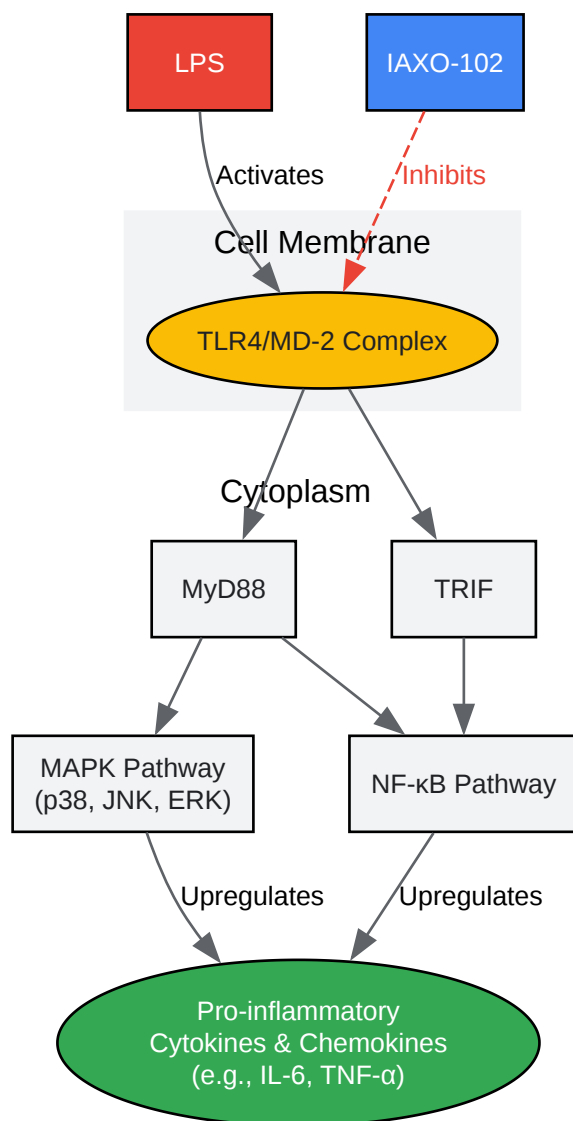 LPS
IAXO-102
Activates
Inhibits
Cell Membrane
TLR4/MD-2 Complex
Cytoplasm
MyD88
TRIF
MAPK Pathway
(p38, JNK, ERK)
NF-κB Pathway
Upregulates
Upregulates
Pro-inflammatory
Cytokines & Chemokines
(e.g., IL-6, TNF-α)